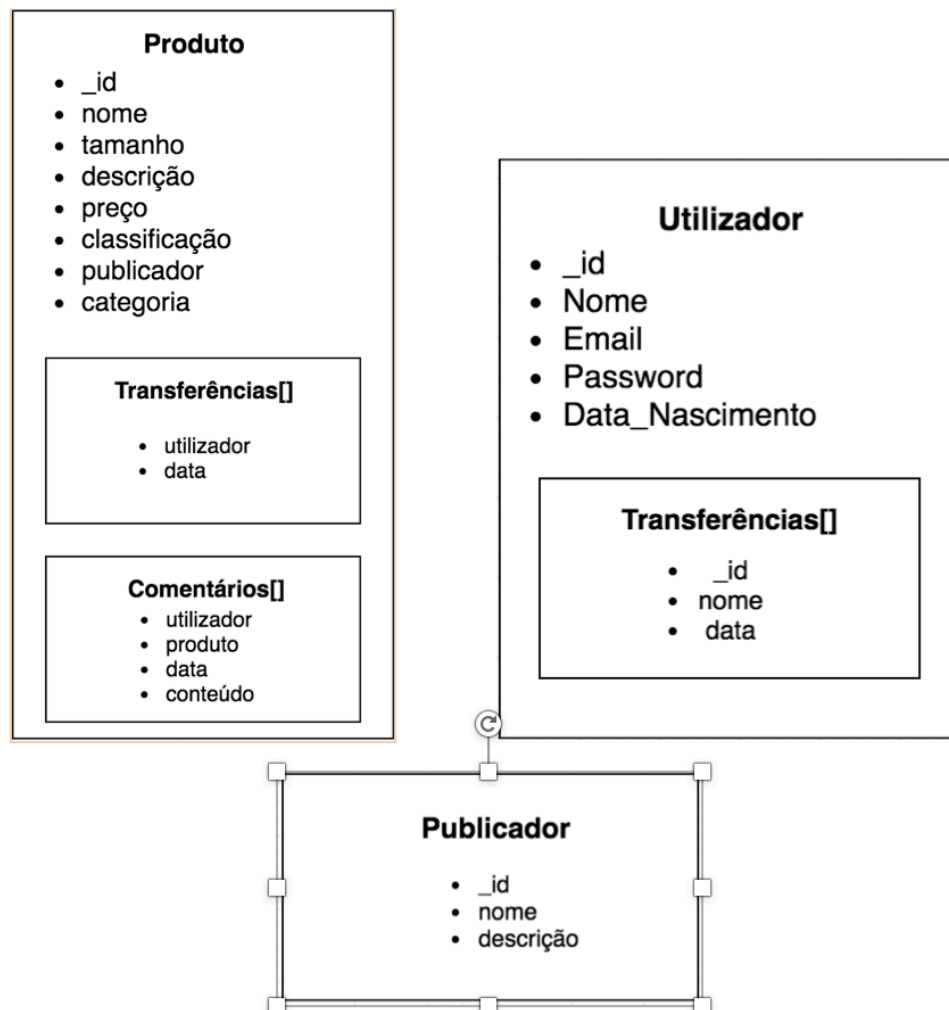 Produto
• _id
• nome
• tamanho
• descrição
• preço
• classificação
• publicador
• categoria
Transferências[]
• utilizador
• data
Comentários[]
• utilizador
• produto
• data
• conteúdo
Utilizador
• _id
• Nome
• Email
• Password
• Data_Nascimento
Transferências[]
• _id
• nome
• data
Publicador
• _id
• nome
• descrição